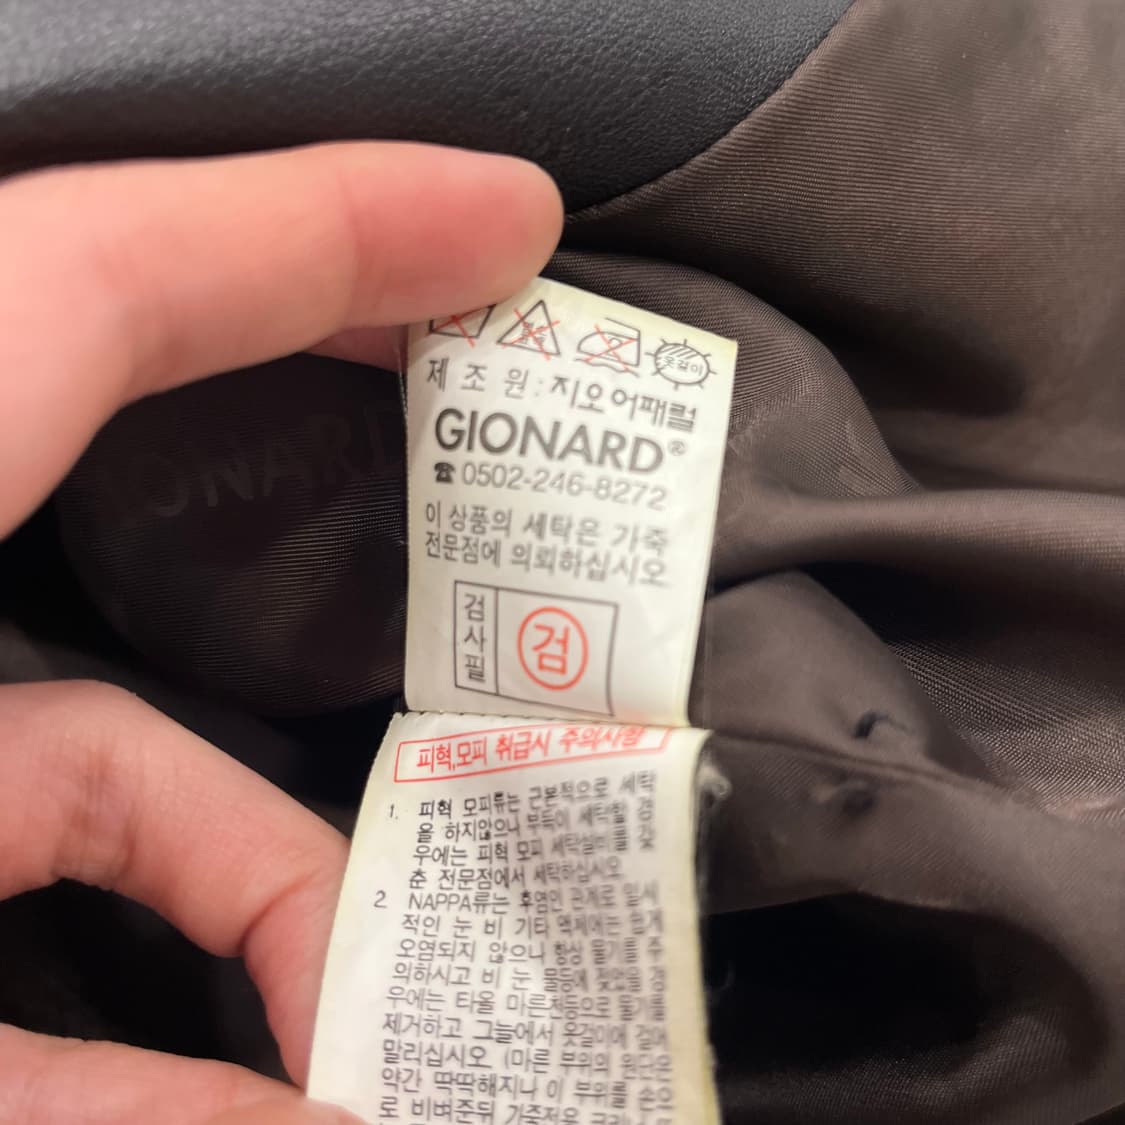 옷걸이
제 조 원 : 지오어패럴
GIONARD®
☎ 0502-246-8272
이 상품의 세탁은 가죽
전문점에 의뢰하십시오
검사필
검
피혁,모피 취급시 주의사항
1. 피혁 모피류는 근본적으로 세탁
을 하지않으나 부득이 세탁할 경
우에는 피혁 모피 세탁설비를 갖
춘 전문점에서 세탁하십시오.
2 NAPPA류는 후염인 관계로 일시
적인 눈 비 기타 액체에는 쉽게
오염되지 않으나 항상 물기를 주
의하시고 비 눈 물등에 젖었을 경
우에는 타올 마른천등으로 물기를
제거하고 그늘에서 옷걸이에 걸어
말리십시오 (마른 부위의 원단은
약간 딱딱해지나 이 부위를 손으
로 비벼준뒤 가죽전용